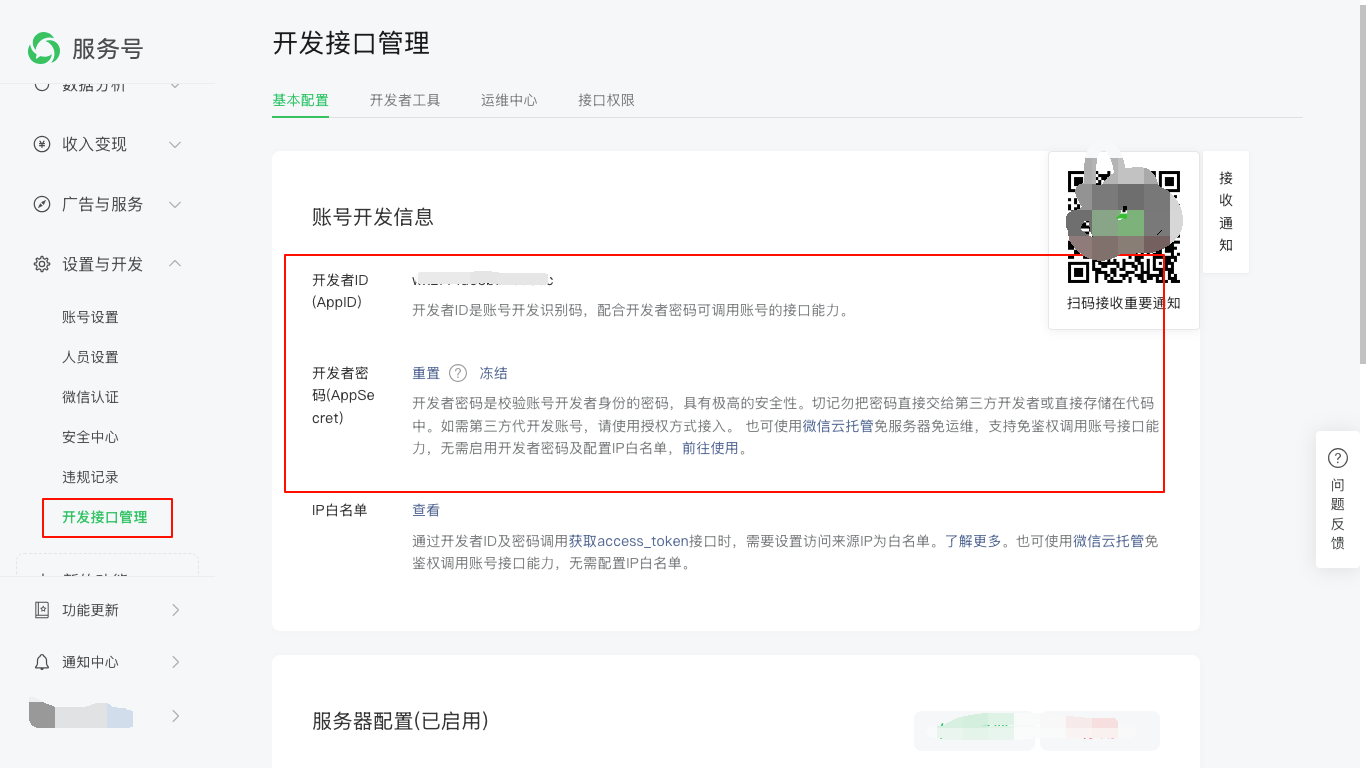 服务号
数据分析
收入变现
广告与服务
设置与开发
账号设置
人员设置
微信认证
安全中心
违规记录
开发接口管理
功能更新
通知中心
开发接口管理
基本配置
开发者工具
运维中心
接口权限
账号开发信息
开发者ID
(AppID)
开发者ID是账号开发识别码，配合开发者密码可调用账号的接口能力。
开发者密
码(AppSe
cret)
重置 ? 冻结
开发者密码是校验账号开发者身份的密码，具有极高的安全性。切记勿把密码直接交给第三方开发者或直接存储在代码
中。如需第三方代开发账号，请使用授权方式接入。 也可使用微信云托管免服务器免运维，支持免鉴权调用账号接口能
力，无需启用开发者密码及配置IP白名单，前往使用。
IP白名单
查看
通过开发者ID及密码调用获取access_token接口时，需要设置访问来源IP为白名单。了解更多。也可使用微信云托管免
鉴权调用账号接口能力，无需配置IP白名单。
服务器配置(已启用)
扫码接收重要通知
接
收
通
知
?
问
题
反
馈